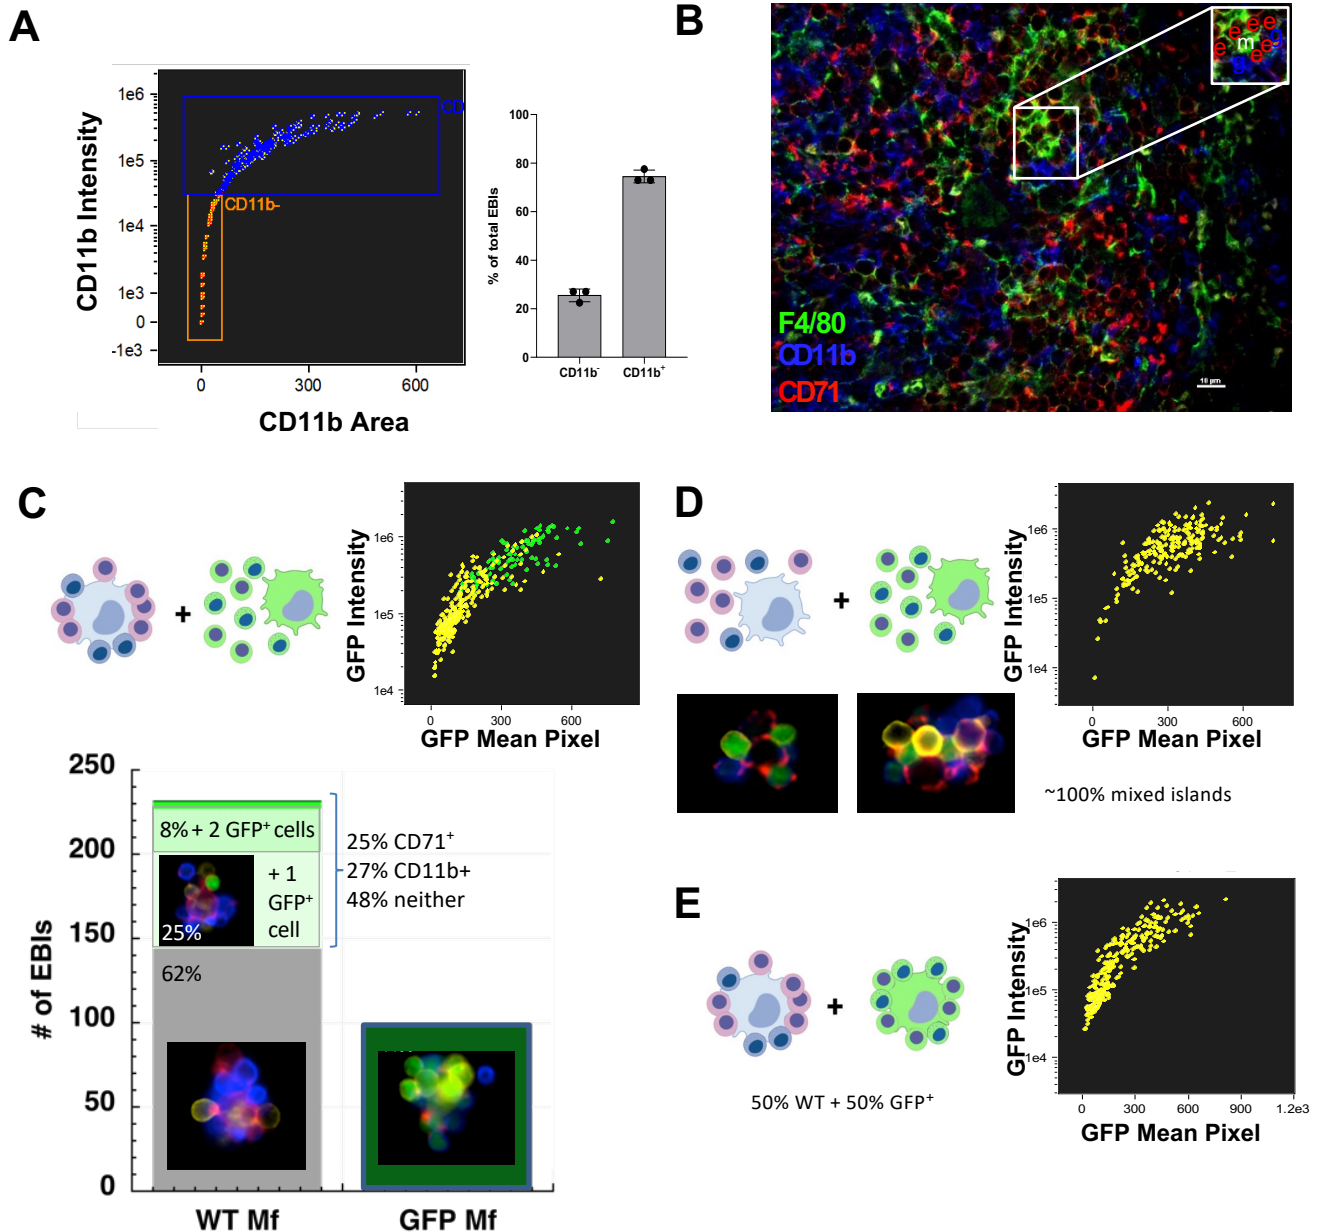 A
1e6
1e5
1e4
1e3
0
-1e3
CD11b Intensity
CD
CD11b-
0
300
600
CD11b Area
100
80
60
40
20
0
% of total EBIs
CD11b⁻
CD11b⁺
B
e e e
e m e g
g e
F4/80
CD11b
CD71
10 µm
C
+
GFP Intensity
1e6
1e5
1e4
0
300
600
GFP Mean Pixel
250
200
150
100
50
0
# of EBIs
8% + 2 GFP⁺ cells
+ 1
GFP⁺
cell
25%
62%
25% CD71⁺
27% CD11b+
48% neither
WT Mf
GFP Mf
D
+
GFP Intensity
1e6
1e5
1e4
0
300
600
GFP Mean Pixel
~100% mixed islands
E
+
50% WT + 50% GFP⁺
GFP Intensity
1e6
1e5
1e4
0
300
600
900
1.2e3
GFP Mean Pixel